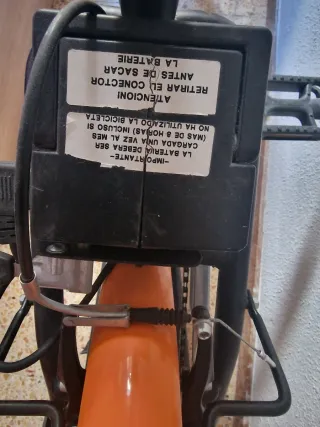 -IMPORTANTE-
LA BATERIA DEBERA SER
CARGADA UNA VEZ AL MES
(MAS DE 8 HORAS) INCLUSO SI
NO HA UTILIZADO LA BICICLETA
ATENCION!
RETIRAR EL CONECTOR
ANTES DE SACAR
LA BATERIE